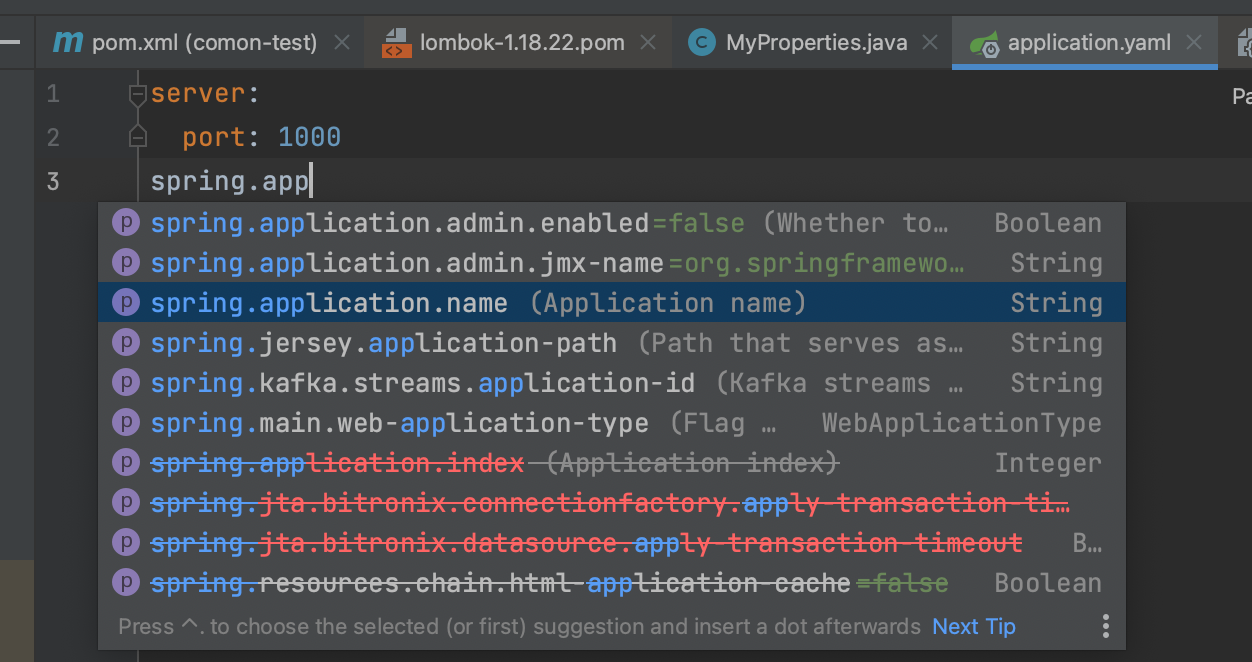 pom.xml (comon-test)
lombok-1.18.22.pom
MyProperties.java
application.yaml
1 server:
2 port: 1000
3 spring.app
Pa
p spring.application.admin.enabled=false (Whether to… Boolean
p spring.application.admin.jmx-name=org.springframewo… String
p spring.application.name (Application name) String
p spring.jersey.application-path (Path that serves as… String
p spring.kafka.streams.application-id (Kafka streams … String
p spring.main.web-application-type (Flag … WebApplicationType
p spring.application.index (Application index) Integer
p spring.jta.bitronix.connectionfactory.apply-transaction-ti…
p spring.jta.bitronix.datasource.apply-transaction-timeout B…
p spring.resources.chain.html-application-cache=false Boolean
Press ^. to choose the selected (or first) suggestion and insert a dot afterwards Next Tip